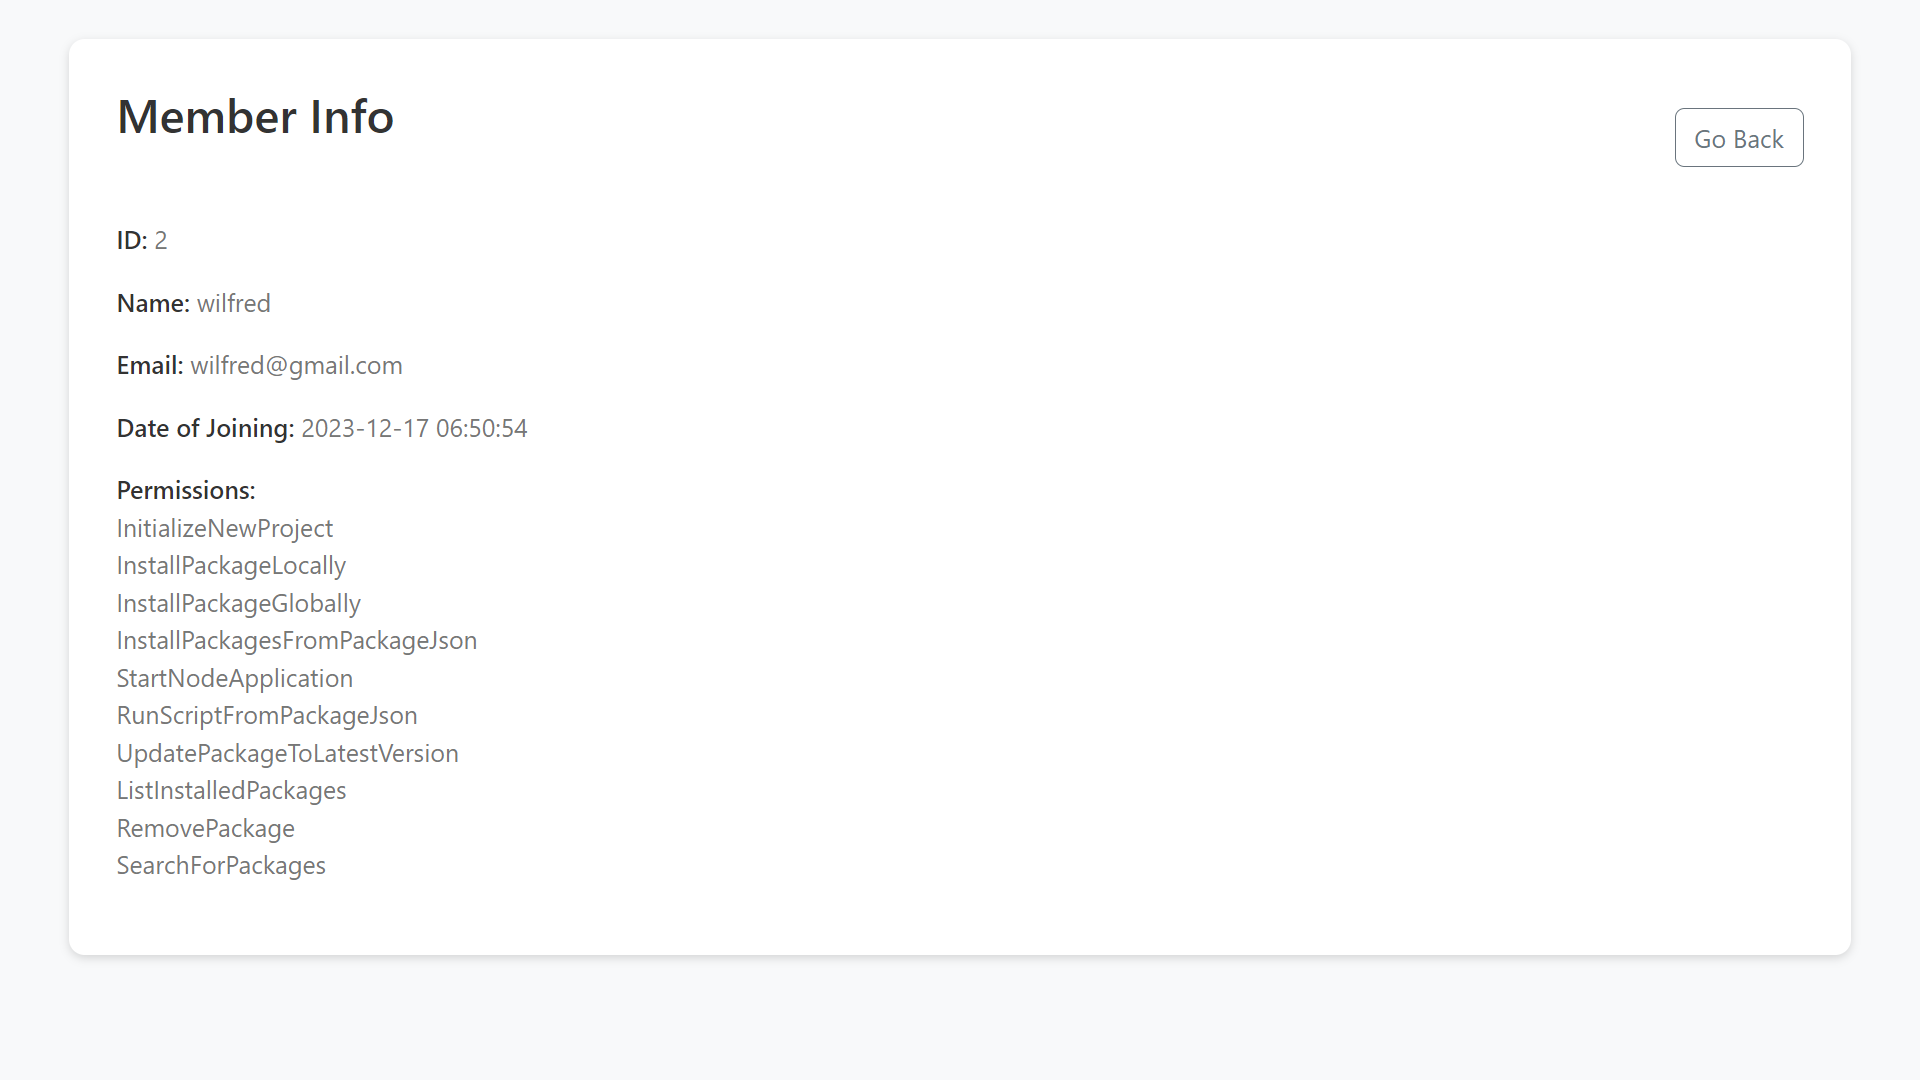 Member Info
Go Back
ID: 2
Name: wilfred
Email: wilfred@gmail.com
Date of Joining: 2023-12-17 06:50:54
Permissions:
InitializeNewProject
InstallPackageLocally
InstallPackageGlobally
InstallPackagesFromPackageJson
StartNodeApplication
RunScriptFromPackageJson
UpdatePackageToLatestVersion
ListInstalledPackages
RemovePackage
SearchForPackages